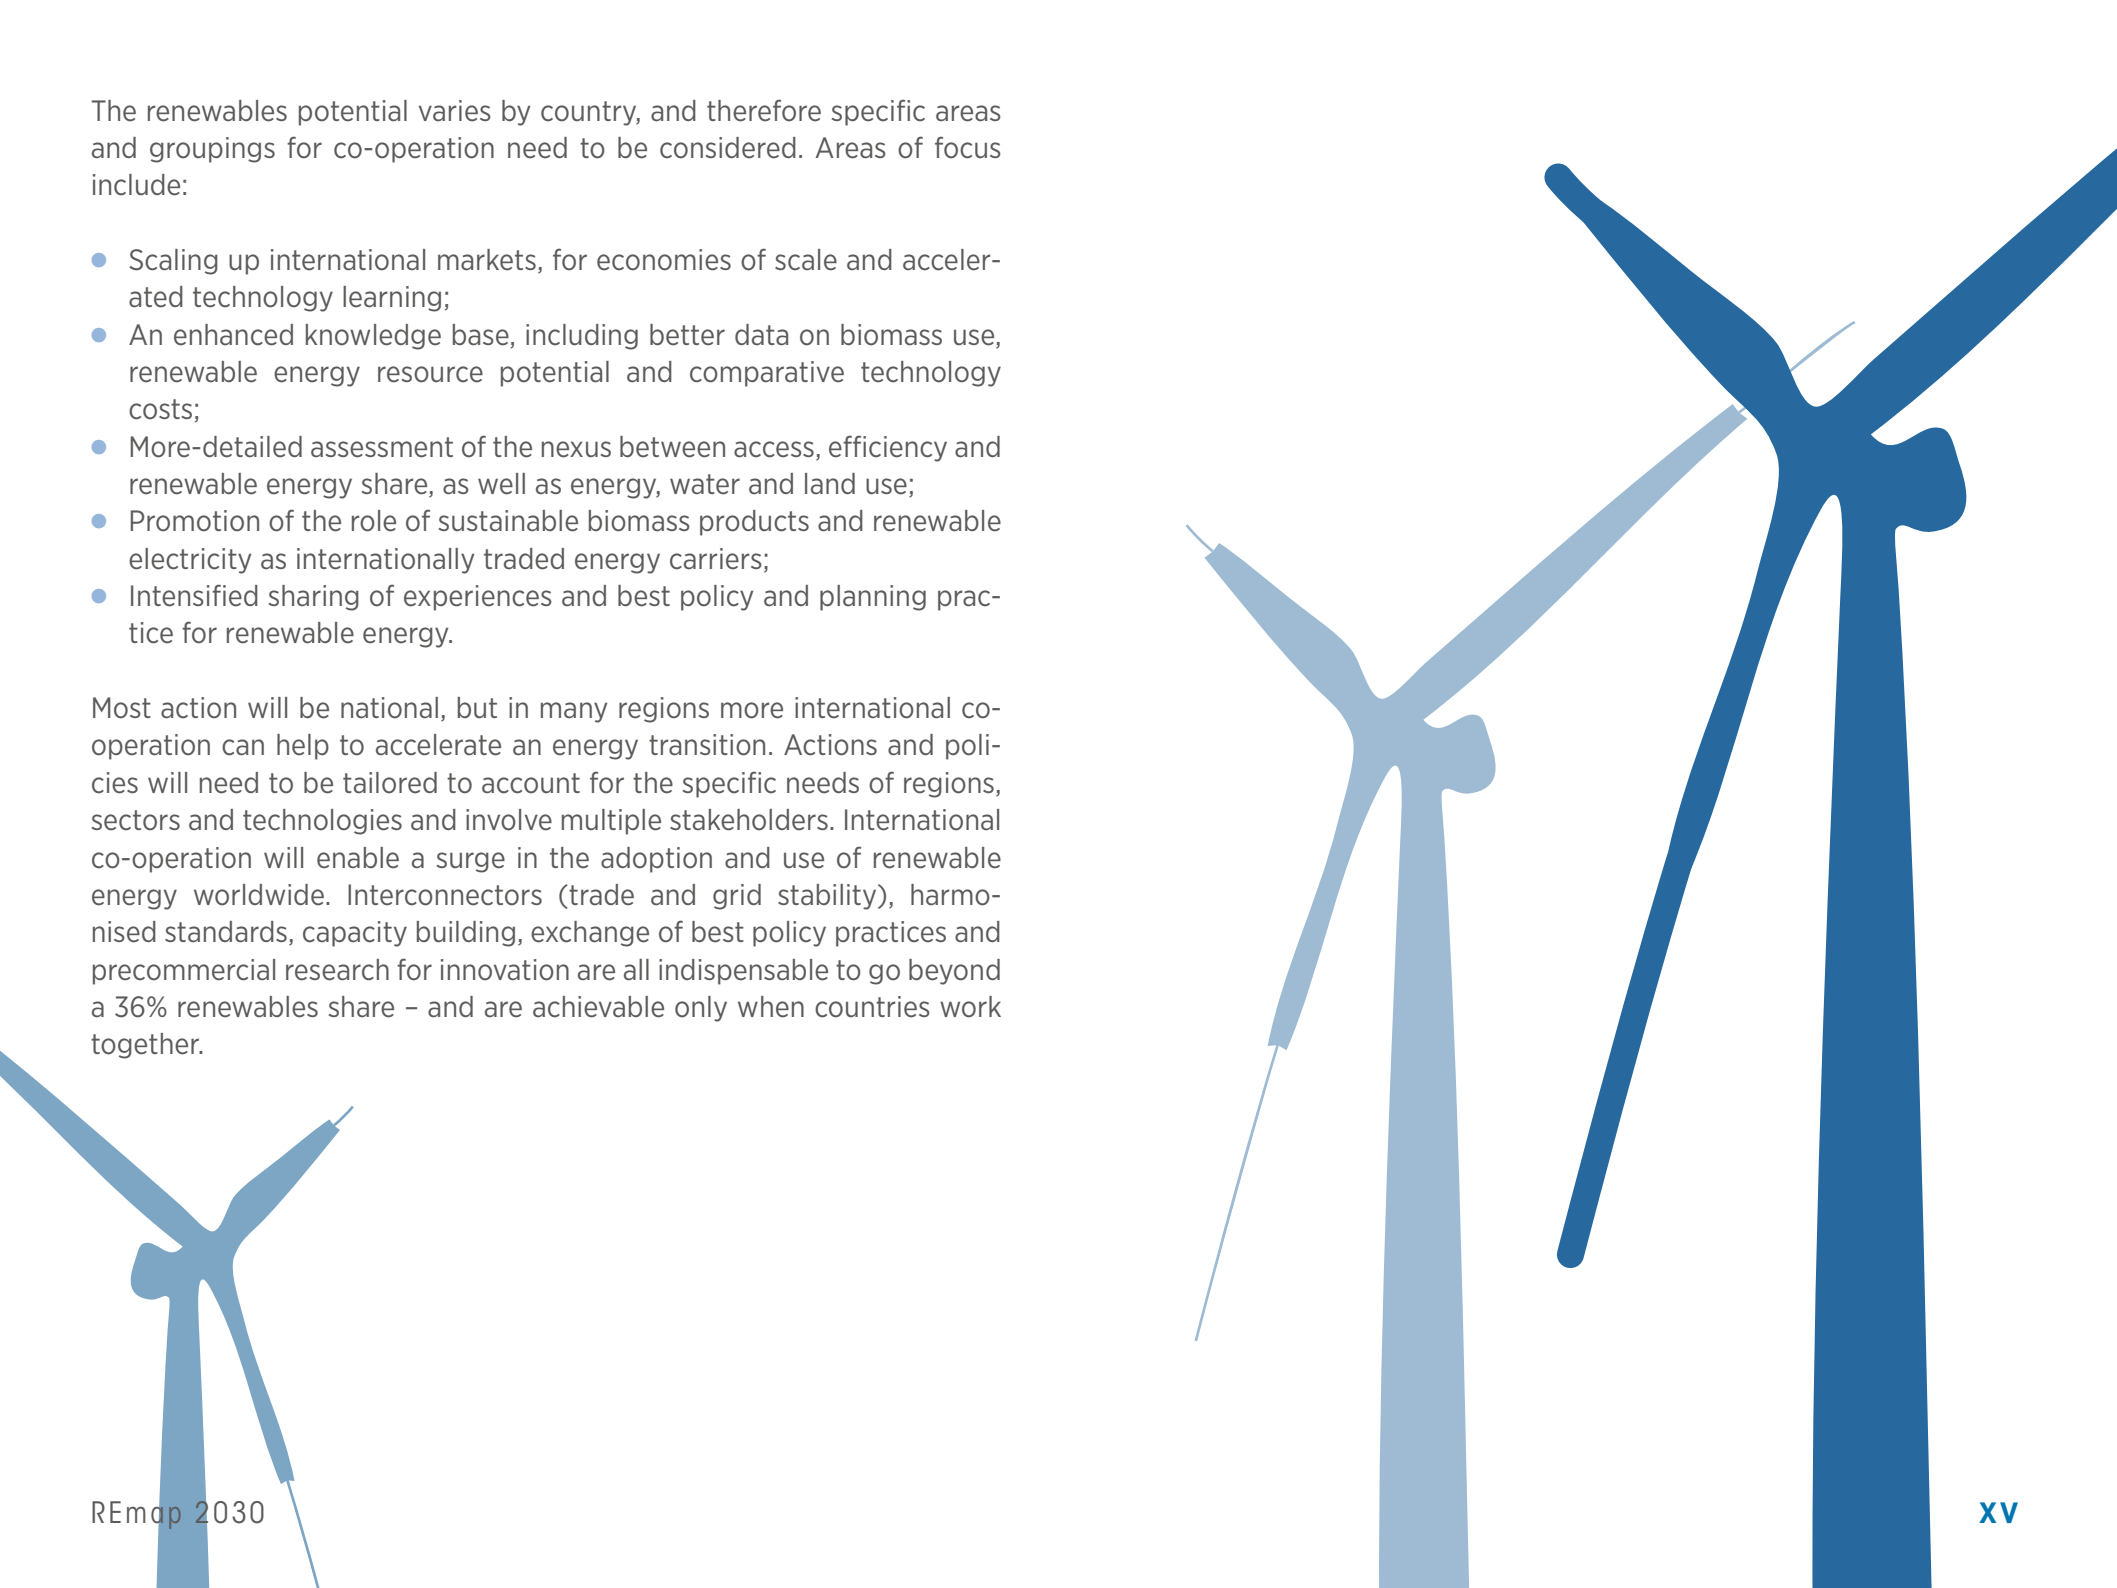 The renewables potential varies by country, and therefore specific areas
and groupings for co-operation need to be considered. Areas of focus
include:
● Scaling up international markets, for economies of scale and acceler-
ated technology learning;
● An enhanced knowledge base, including better data on biomass use,
renewable energy resource potential and comparative technology
costs;
● More-detailed assessment of the nexus between access, efficiency and
renewable energy share, as well as energy, water and land use;
● Promotion of the role of sustainable biomass products and renewable
electricity as internationally traded energy carriers;
● Intensified sharing of experiences and best policy and planning prac-
tice for renewable energy.
Most action will be national, but in many regions more international co-
operation can help to accelerate an energy transition. Actions and poli-
cies will need to be tailored to account for the specific needs of regions,
sectors and technologies and involve multiple stakeholders. International
co-operation will enable a surge in the adoption and use of renewable
energy worldwide. Interconnectors (trade and grid stability), harmo-
nised standards, capacity building, exchange of best policy practices and
precommercial research for innovation are all indispensable to go beyond
a 36% renewables share – and are achievable only when countries work
together.
REmap 2030
XV